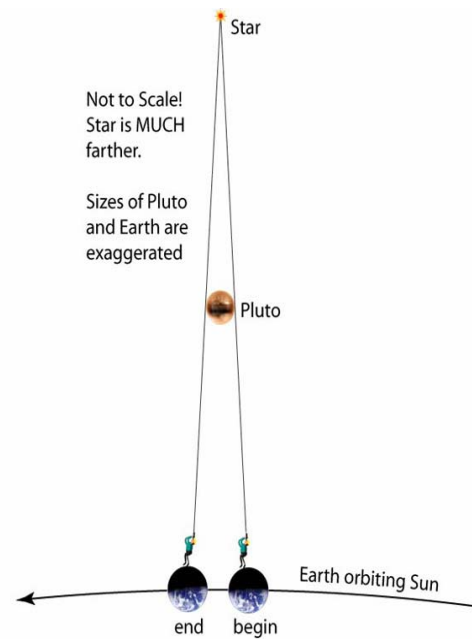 Star
Not to Scale!
Star is MUCH
farther.
Sizes of Pluto
and Earth are
exaggerated
Pluto
Earth orbiting Sun
end
begin